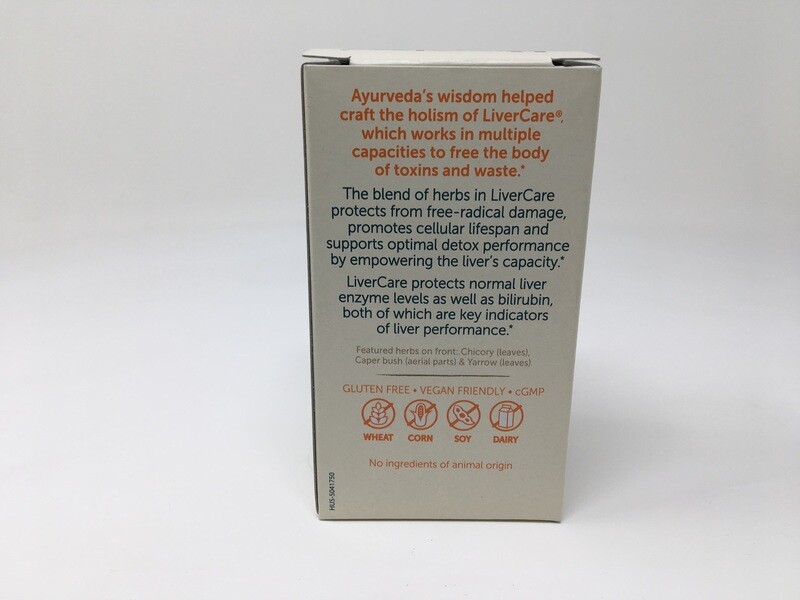 Ayurveda's wisdom helped
craft the holism of LiverCare®,
which works in multiple
capacities to free the body
of toxins and waste.*
The blend of herbs in LiverCare
protects from free-radical damage,
promotes cellular lifespan and
supports optimal detox performance
by empowering the liver's capacity.*
LiverCare protects normal liver
enzyme levels as well as bilirubin,
both of which are key indicators
of liver performance.*
Featured herbs on front: Chicory (leaves),
Caper bush (aerial parts) & Yarrow (leaves)
GLUTEN FREE • VEGAN FRIENDLY • cGMP
WHEAT CORN SOY DAIRY
No ingredients of animal origin
HUS-S041750